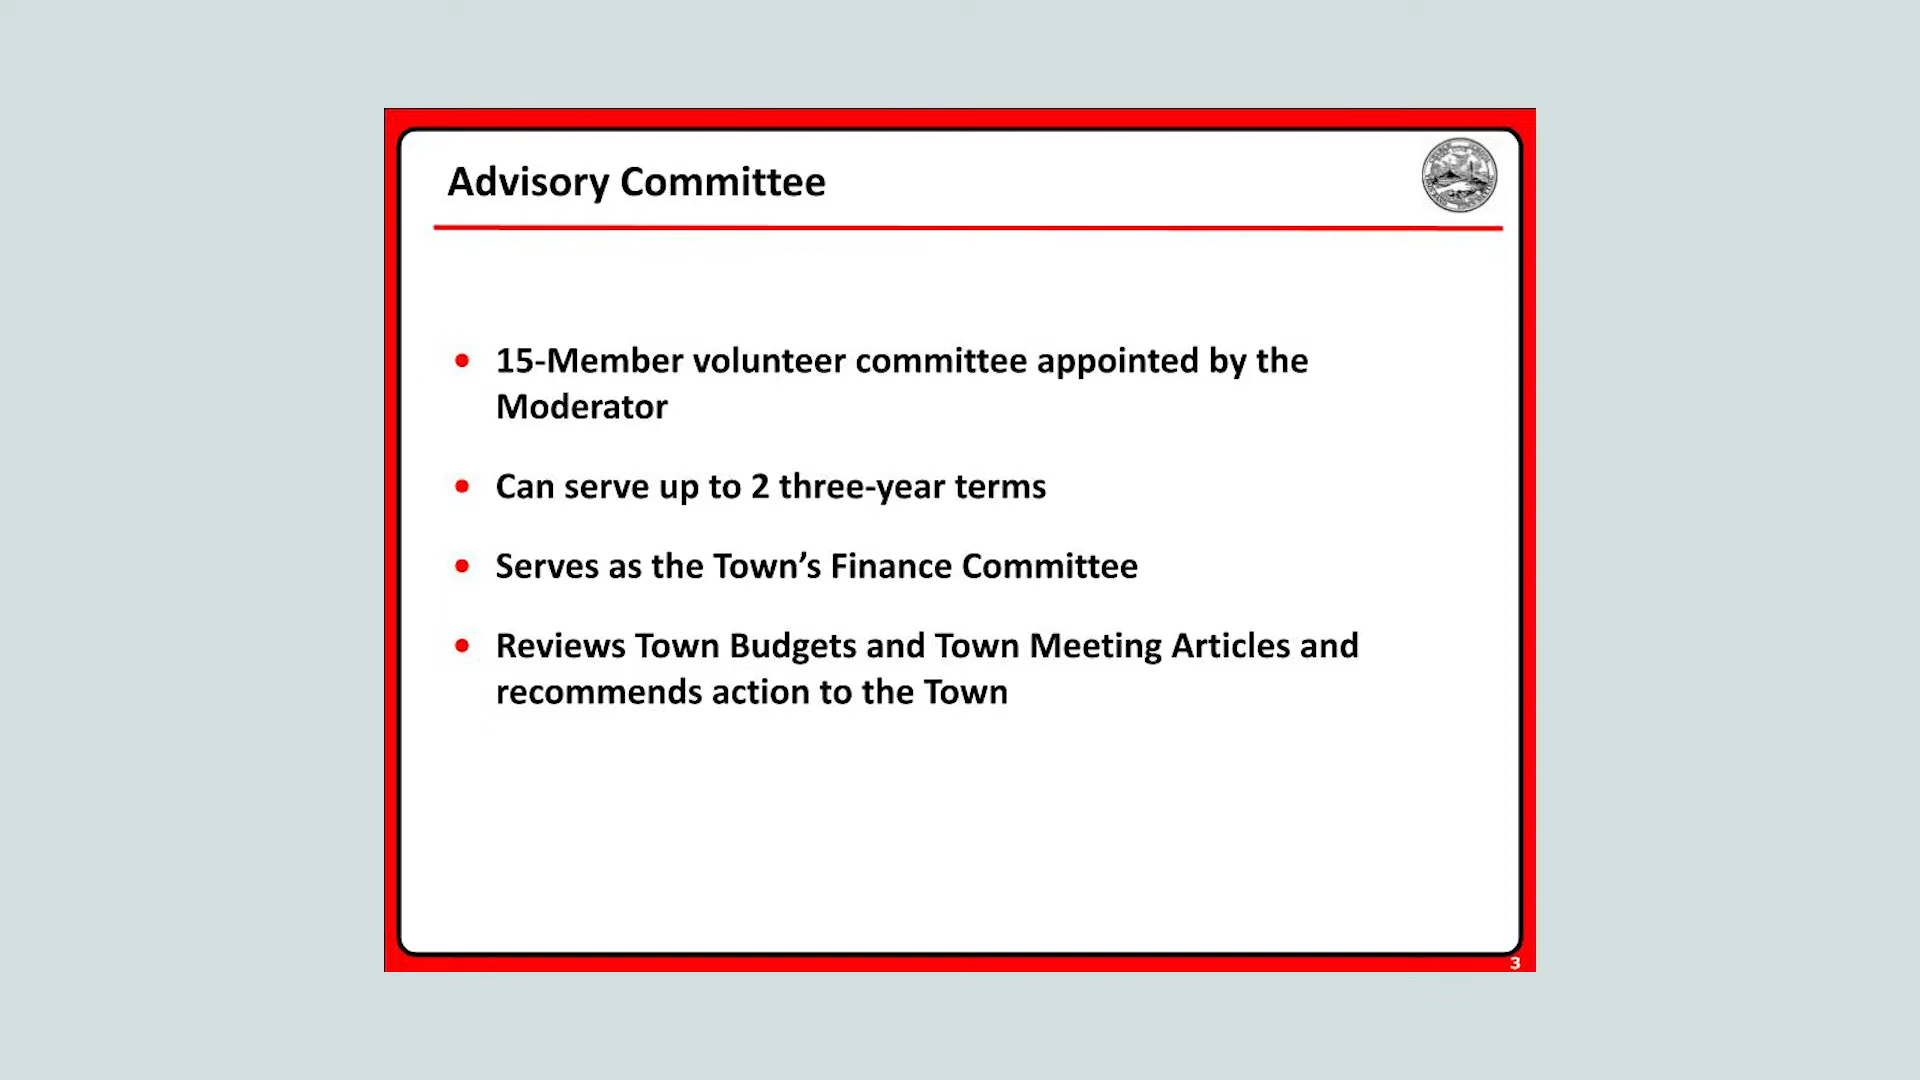 Advisory Committee
• 15-Member volunteer committee appointed by the
Moderator
• Can serve up to 2 three-year terms
• Serves as the Town’s Finance Committee
• Reviews Town Budgets and Town Meeting Articles and
recommends action to the Town
3